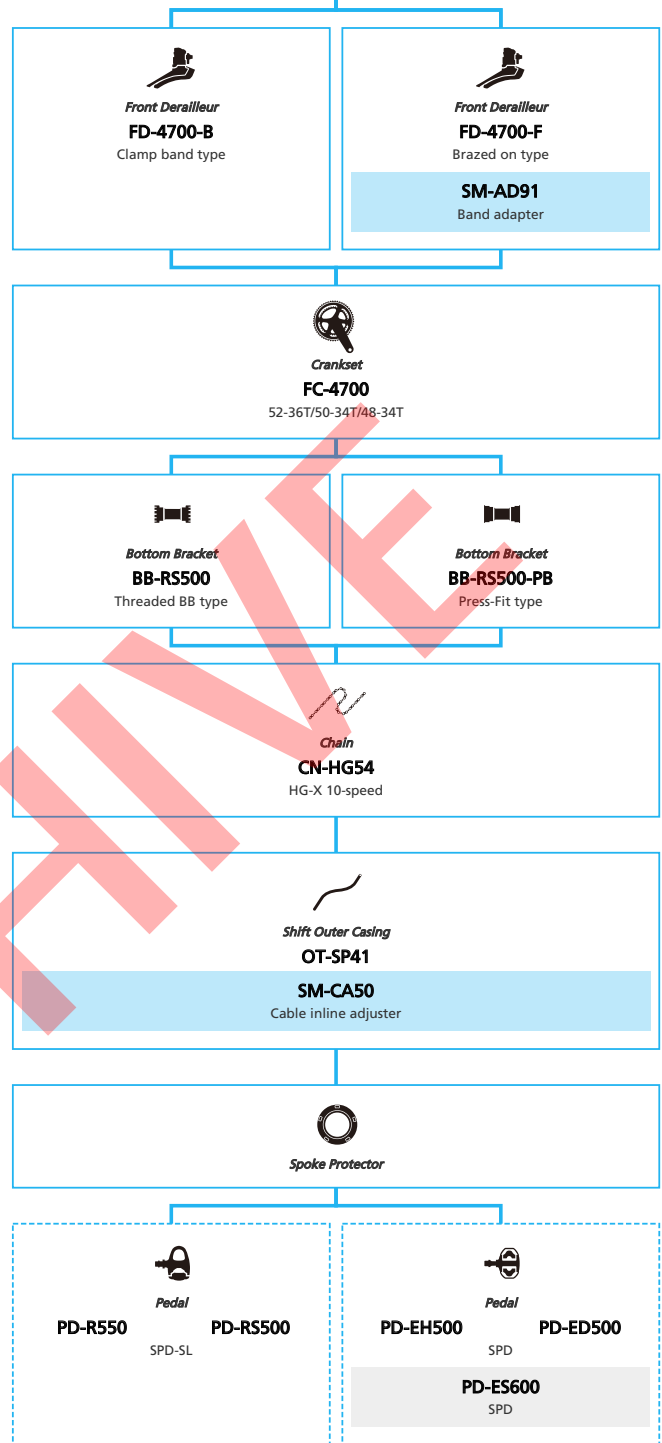 Front Derailleur
FD-4700-B
Clamp band type
Front Derailleur
FD-4700-F
Brazed on type
SM-AD91
Band adapter
Crankset
FC-4700
52-36T/50-34T/48-34T
Bottom Bracket
BB-RS500
Threaded BB type
Bottom Bracket
BB-RS500-PB
Press-Fit type
Chain
CN-HG54
HG-X 10-speed
Shift Outer Casing
OT-SP41
SM-CA50
Cable inline adjuster
Spoke Protector
Pedal
PD-R550 PD-RS500
SPD-SL
Pedal
PD-EH500 PD-ED500
SPD
PD-ES600
SPD
HIVE